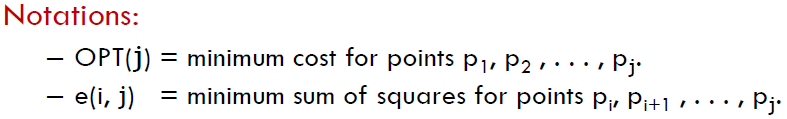 Notations:
– OPT(j) = minimum cost for points p₁, p₂ , . . . , pⱼ.
– e(i, j) = minimum sum of squares for points pᵢ, pᵢ₊₁ , . . . , pⱼ.